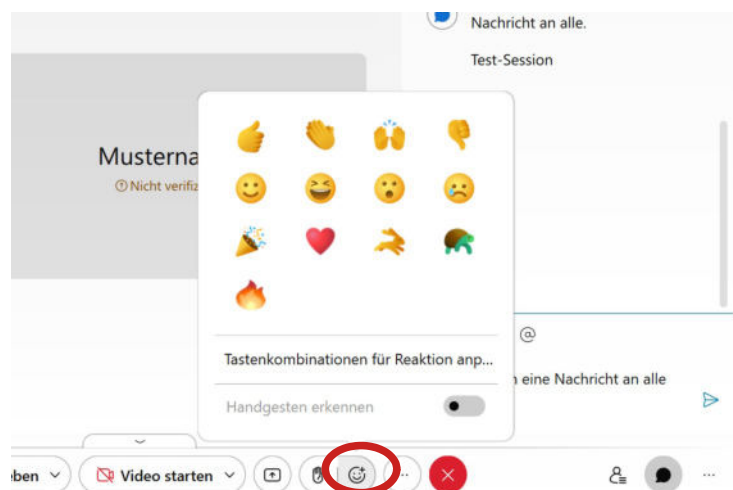 Nachricht an alle.
Test-Session
Musterna
Nicht verifiz
@
Tastenkombinationen für Reaktion anp...
eine Nachricht an alle
Handgesten erkennen
ben
Video starten
...
...